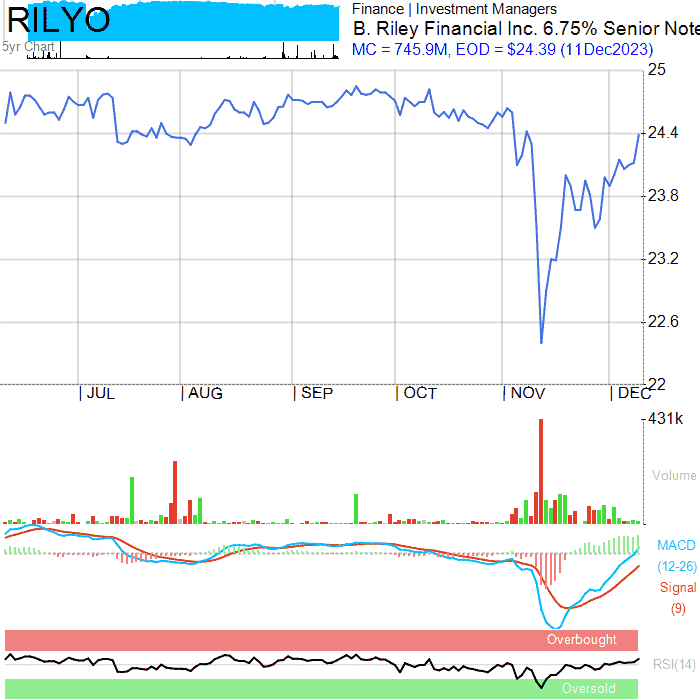 RILYO
5yr Chart
Finance | Investment Managers
B. Riley Financial Inc. 6.75% Senior Note
MC = 745.9M, EOD = $24.39 (11Dec2023)
25
24.4
23.8
23.2
22.6
22
JUL
AUG
SEP
OCT
NOV
DEC
431k
Volume
MACD
(12-26)
Signal
(9)
Overbought
RSI(14)
Oversold